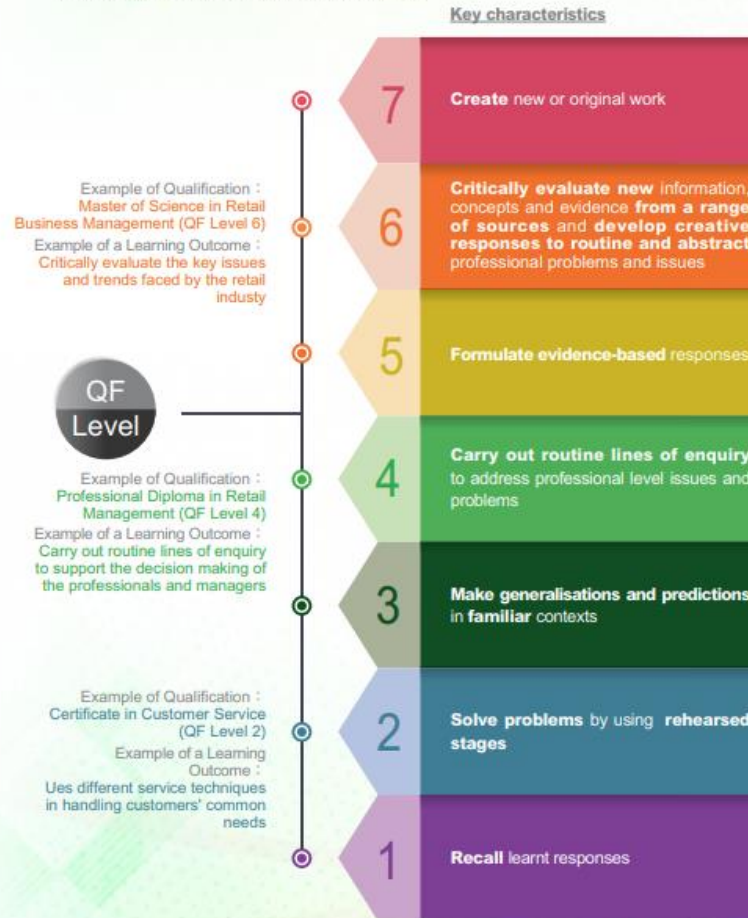 Key characteristics
7
Create new or original work
Example of Qualification :
Master of Science in Retail
Business Management (QF Level 6)
Example of a Learning Outcome :
Critically evaluate the key issues
and trends faced by the retail
industy
6
Critically evaluate new information,
concepts and evidence from a range
of sources and develop creative
responses to routine and abstract
professional problems and issues
5
Formulate evidence-based responses
QF
Level
Example of Qualification :
Professional Diploma in Retail
Management (QF Level 4)
Example of a Learning Outcome :
Carry out routine lines of enquiry
to support the decision making of
the professionals and managers
4
Carry out routine lines of enquiry
to address professional level issues and
problems
3
Make generalisations and predictions
in familiar contexts
Example of Qualification :
Certificate in Customer Service
(QF Level 2)
Example of a Learning
Outcome :
Ues different service techniques
in handling customers' common
needs
2
Solve problems by using rehearsed
stages
1
Recall learnt responses